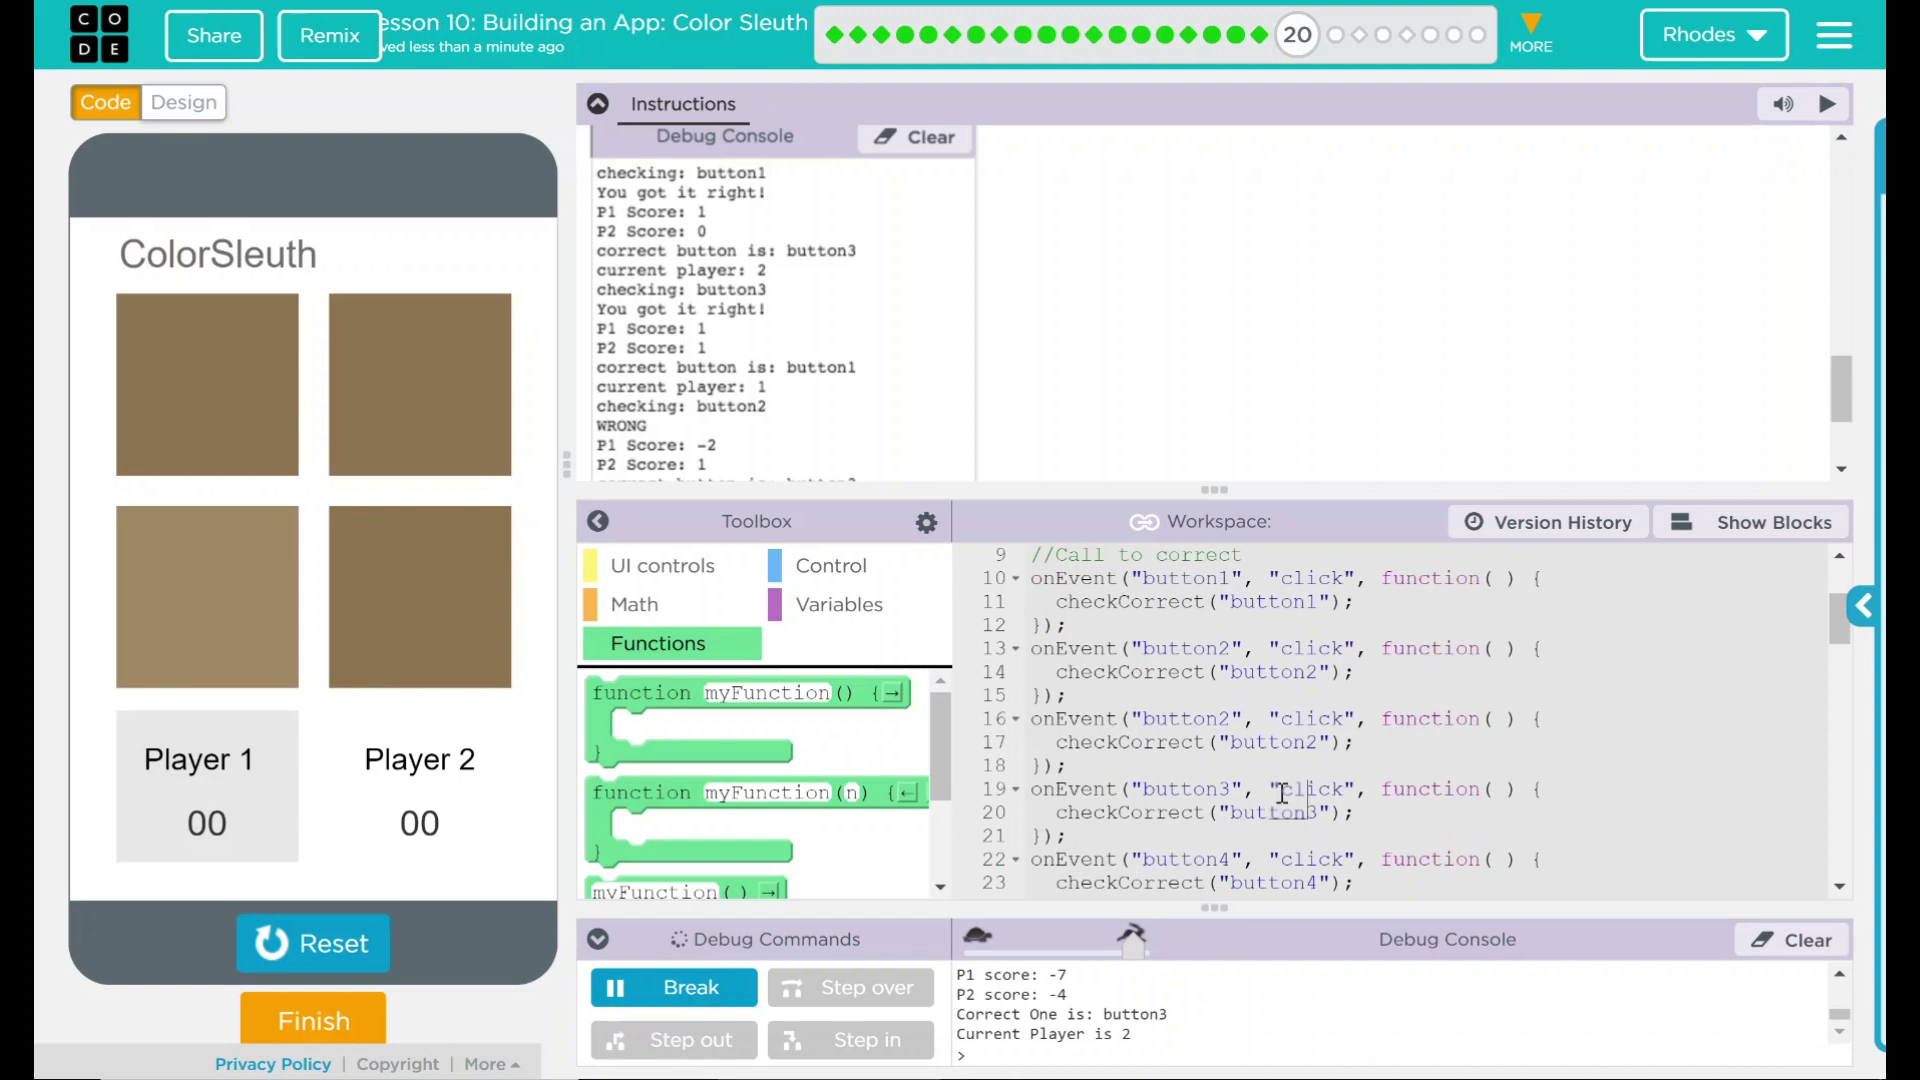 C O
D E
Share
Remix
esson 10: Building an App: Color Sleuth
ved less than a minute ago
20
MORE
Rhodes
Code
Design
Instructions
Debug Console
Clear
checking: button1
You got it right!
P1 Score: 1
P2 Score: 0
correct button is: button3
current player: 2
checking: button3
You got it right!
P1 Score: 1
P2 Score: 1
correct button is: button1
current player: 1
checking: button2
WRONG
P1 Score: -2
P2 Score: 1
ColorSleuth
Player 1
Player 2
00
00
Reset
Finish
Privacy Policy | Copyright | More
Toolbox
Workspace:
Version History
Show Blocks
UI controls
Control
Math
Variables
Functions
function myFunction() {
}
function myFunction(n) {
}
myFunction()
9 //Call to correct
10 onEvent("button1", "click", function( ) {
11 checkCorrect("button1");
12 });
13 onEvent("button2", "click", function( ) {
14 checkCorrect("button2");
15 });
16 onEvent("button2", "click", function( ) {
17 checkCorrect("button2");
18 });
19 onEvent("button3", "click", function( ) {
20 checkCorrect("button3");
21 });
22 onEvent("button4", "click", function( ) {
23 checkCorrect("button4");
Debug Commands
Debug Console
Clear
Break
Step over
Step out
Step in
P1 score: -7
P2 score: -4
Correct One is: button3
Current Player is 2
>